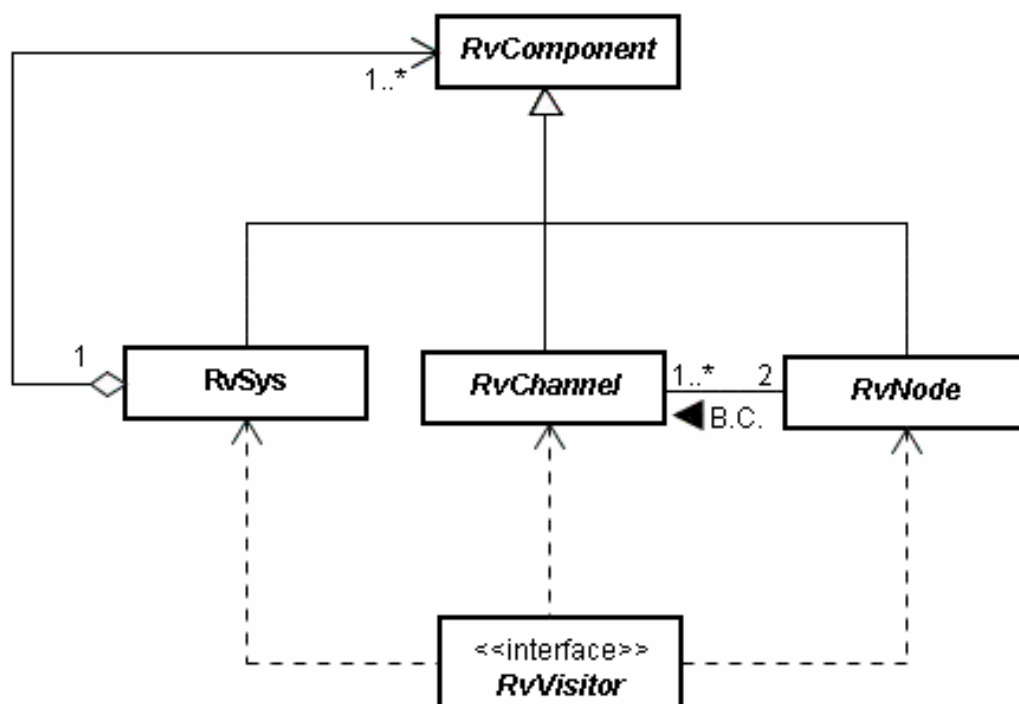 RvComponent
1..*
1
RvSys
RvChannel
1..*
2
RvNode
B.C.
<<interface>>
RvVisitor